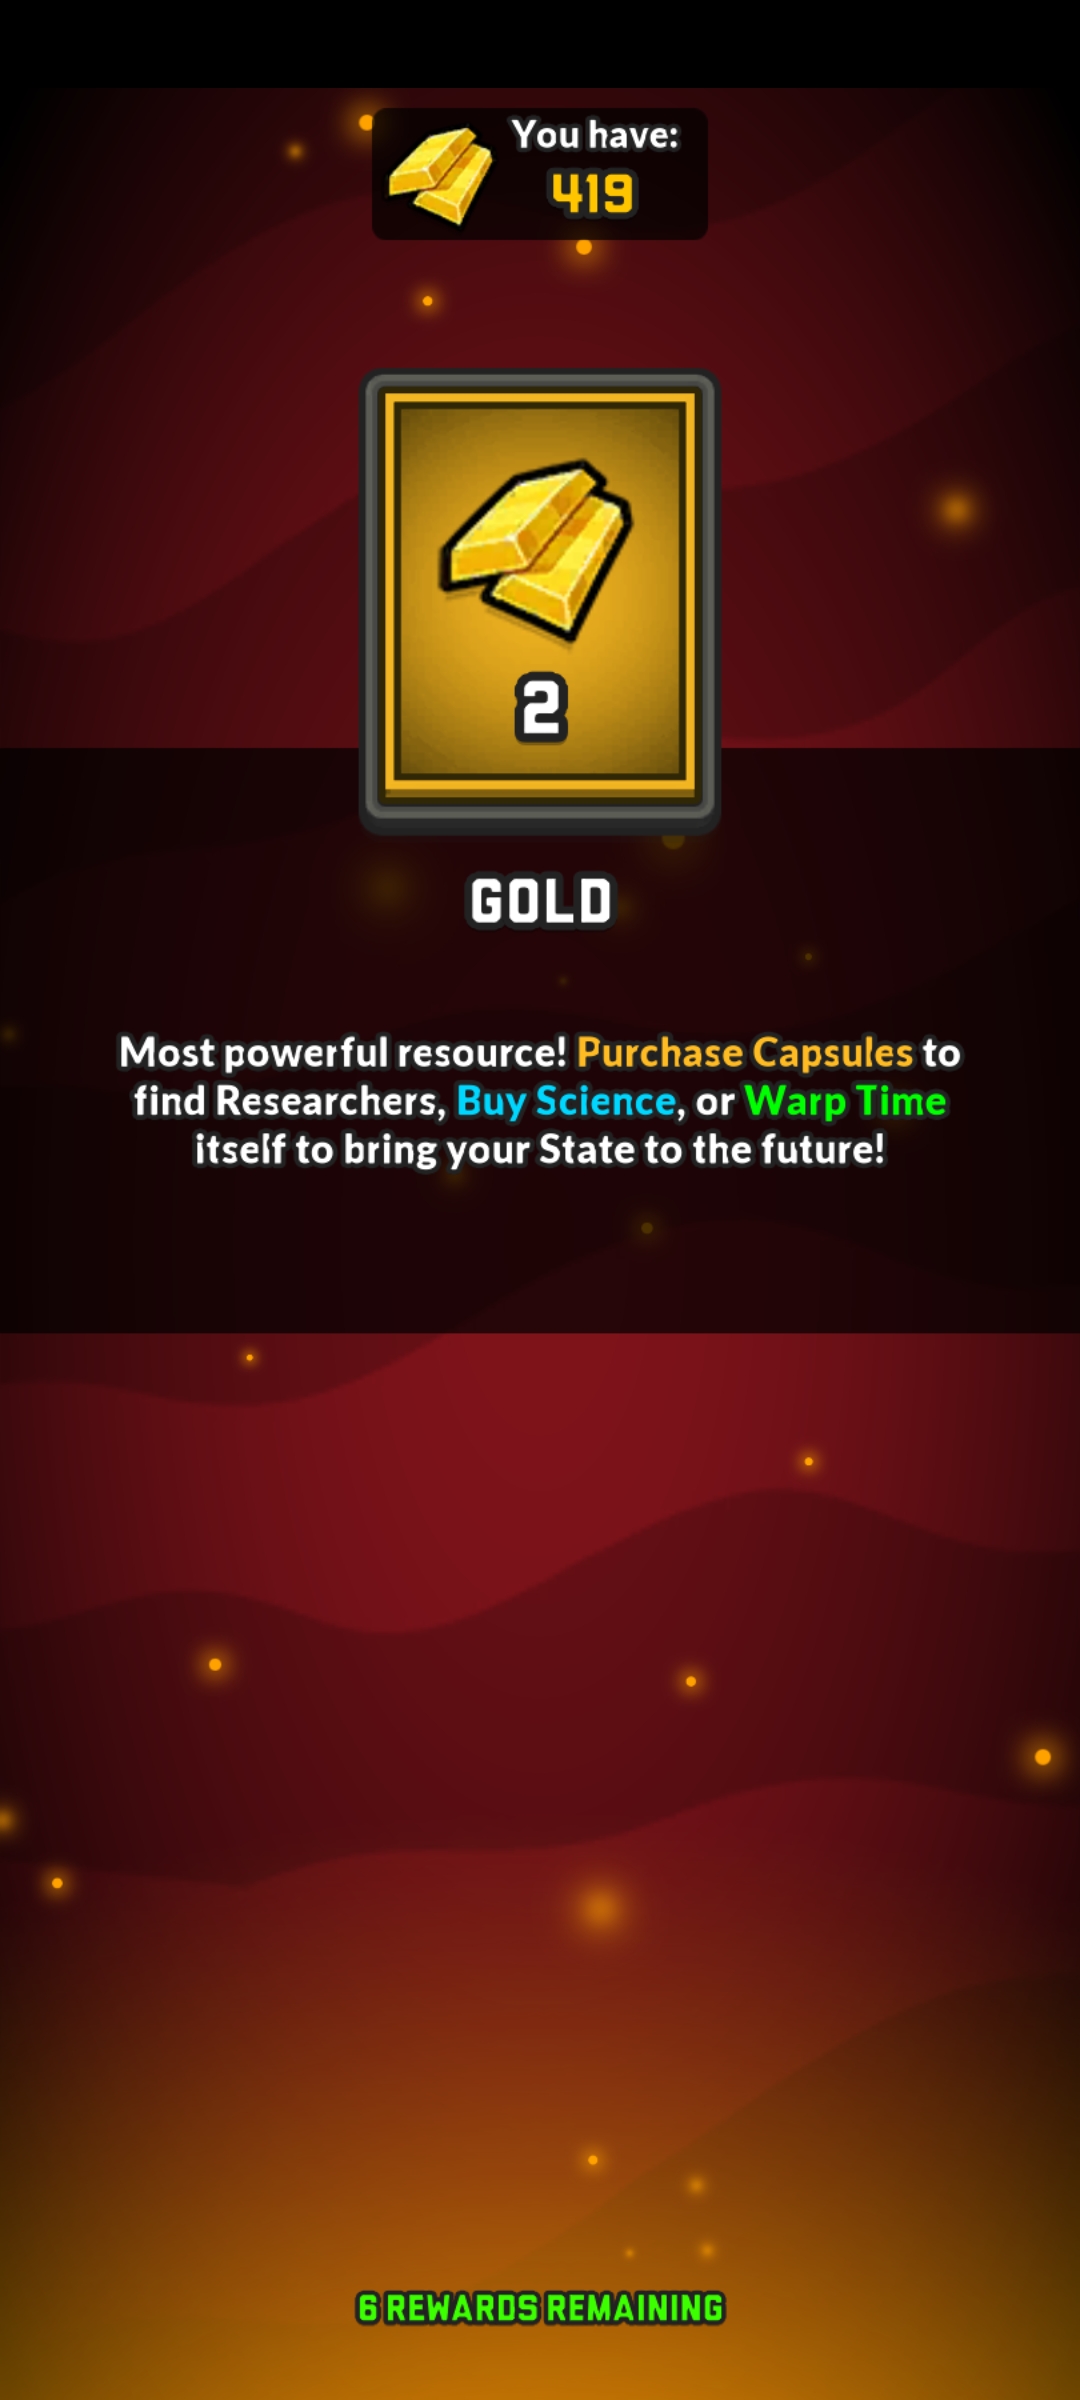 You have:
419
2
GOLD
Most powerful resource! Purchase Capsules to
find Researchers, Buy Science, or Warp Time
itself to bring your State to the future!
6 REWARDS REMAINING